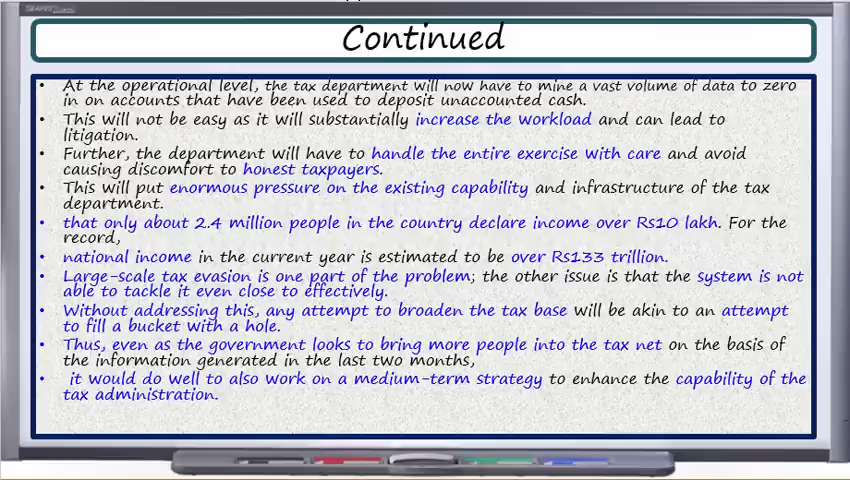 Continued
• At the operational level, the tax department will now have to mine a vast volume of data to zero
in on accounts that have been used to deposit unaccounted cash.
• This will not be easy as it will substantially increase the workload and can lead to
litigation.
• Further, the department will have to handle the entire exercise with care and avoid
causing discomfort to honest taxpayers.
• This will put enormous pressure on the existing capability and infrastructure of the tax
department.
• that only about 2.4 million people in the country declare income over Rs10 lakh. For the
record,
• national income in the current year is estimated to be over Rs133 trillion.
• Large-scale tax evasion is one part of the problem; the other issue is that the system is not
able to tackle it even close to effectively.
• Without addressing this, any attempt to broaden the tax base will be akin to an attempt
to fill a bucket with a hole.
• Thus, even as the government looks to bring more people into the tax net on the basis of
the information generated in the last two months,
• it would do well to also work on a medium-term strategy to enhance the capability of the
tax administration.